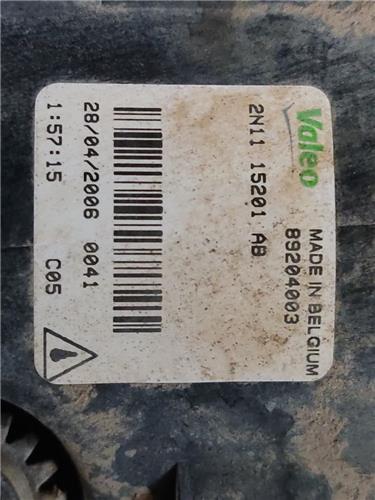 Valeo
MADE IN BELGIUM
89204003
2N11 15201 AB
28/04/2006 0041
1:57:15 C05